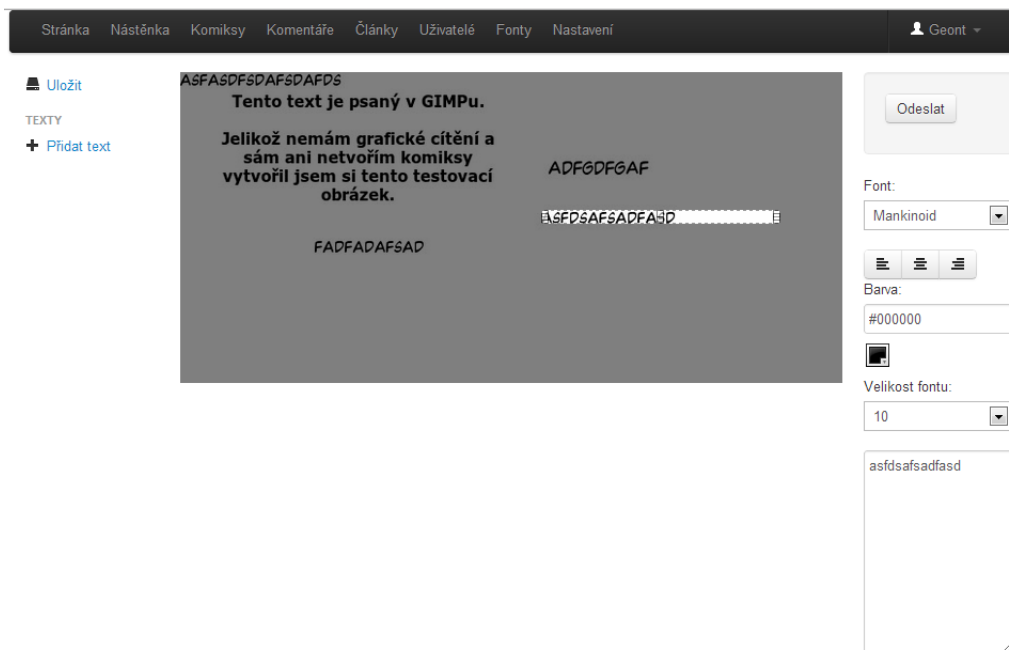 Stránka Nástěnka Komiksy Komentáře Články Uživatelé Fonty Nastavení Geont
Uložit
TEXTY
Přidat text
ASFASDFSDAFSDAFDS
Tento text je psaný v GIMPu.
Jelikož nemám grafické cítění a
sám ani netvořím komiksy
vytvořil jsem si tento testovací
obrázek.
ADFGDFGAF
ASFDSAFSADFASD
FADFADAFSAD
Odeslat
Font:
Mankinoid
Barva:
#000000
Velikost fontu:
10
asfdsafsadfasd